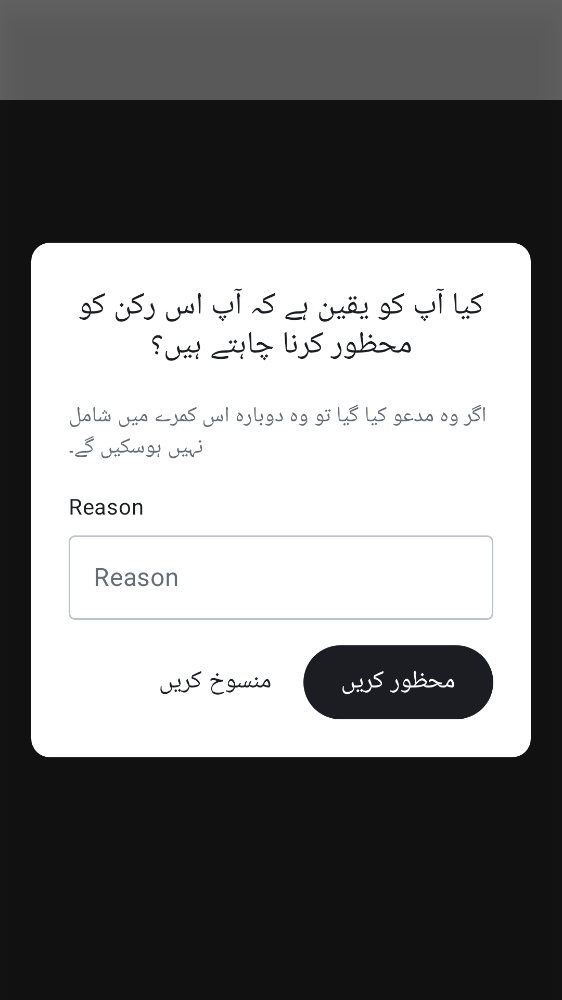 کیا آپ کو یقین ہے کہ آپ اس رکن کو
محظور کرنا چاہتے ہیں؟
اگر وہ مدعو کیا گیا تو وہ دوبارہ اس کمرے میں شامل
نہیں ہوسکیں گے۔
Reason
Reason
محظور کریں
منسوخ کریں